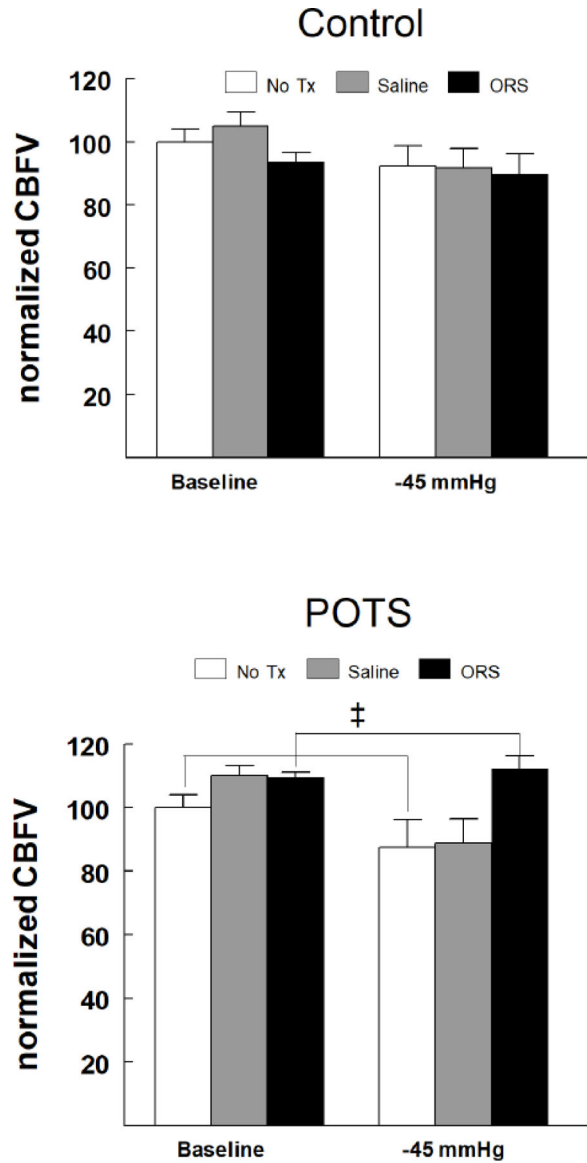 Control
No Tx Saline ORS
120
100
80
60
40
20
normalized CBFV
Baseline -45 mmHg
POTS
No Tx Saline ORS
‡
120
100
80
60
40
20
normalized CBFV
Baseline -45 mmHg